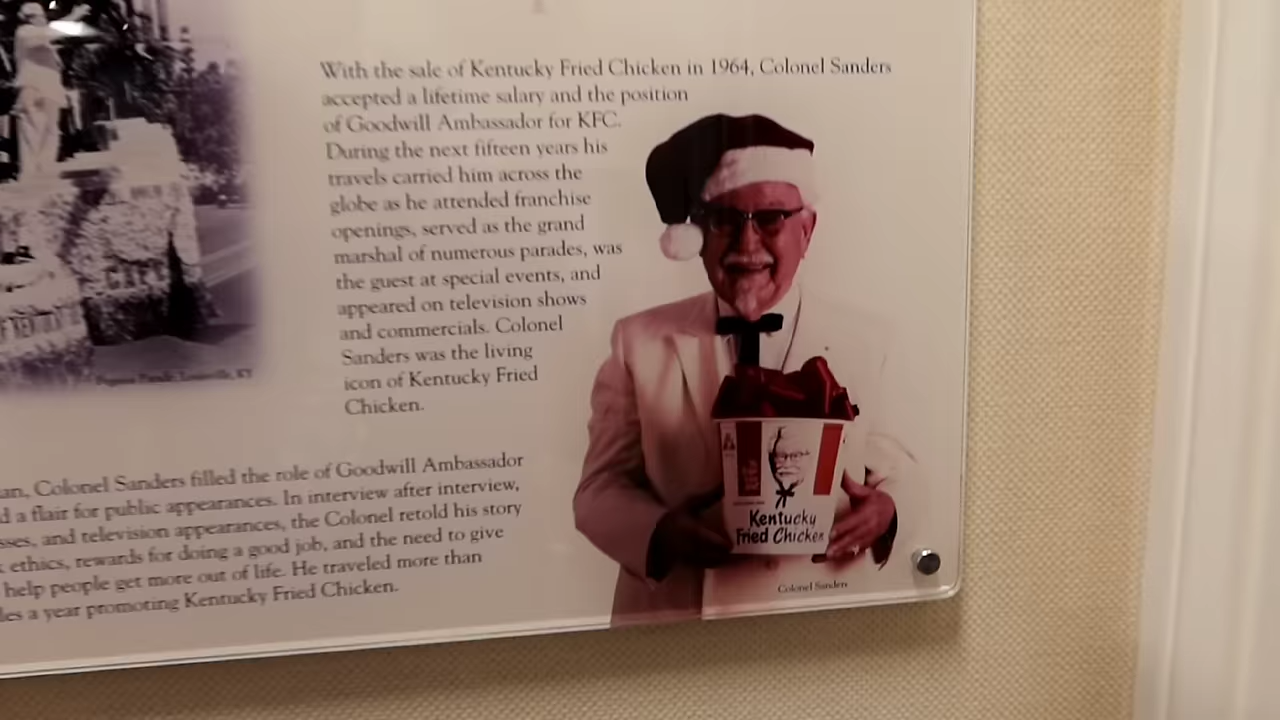 With the sale of Kentucky Fried Chicken in 1964, Colonel Sanders
accepted a lifetime salary and the position
of Goodwill Ambassador for KFC.
During the next fifteen years his
travels carried him across the
globe as he attended franchise
openings, served as the grand
marshal of numerous parades, was
the guest at special events, and
appeared on television shows
and commercials. Colonel
Sanders was the living
icon of Kentucky Fried
Chicken.
an, Colonel Sanders filled the role of Goodwill Ambassador
d a flair for public appearances. In interview after interview,
sses, and television appearances, the Colonel retold his story
ethics, rewards for doing a good job, and the need to give
help people get more out of life. He traveled more than
les a year promoting Kentucky Fried Chicken.
Parade, Louisville, KY
Kentucky
Fried Chicken
Colonel Sanders